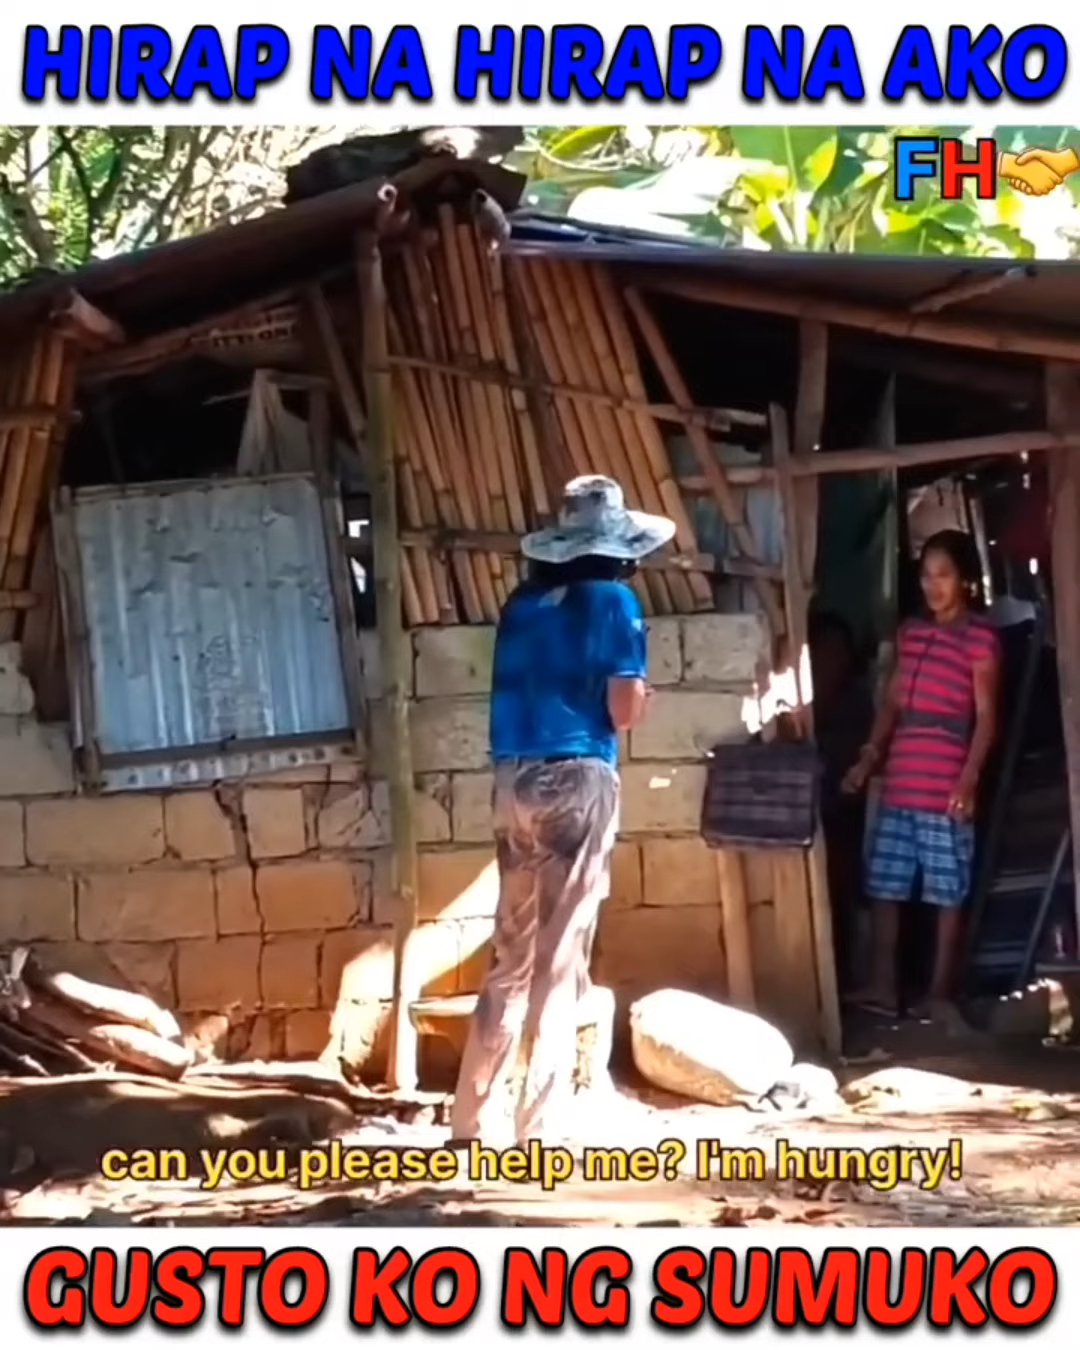 HIRAP NA HIRAP NA AKO
FH
can you please help me? I'm hungry!
GUSTO KO NG SUMUKO